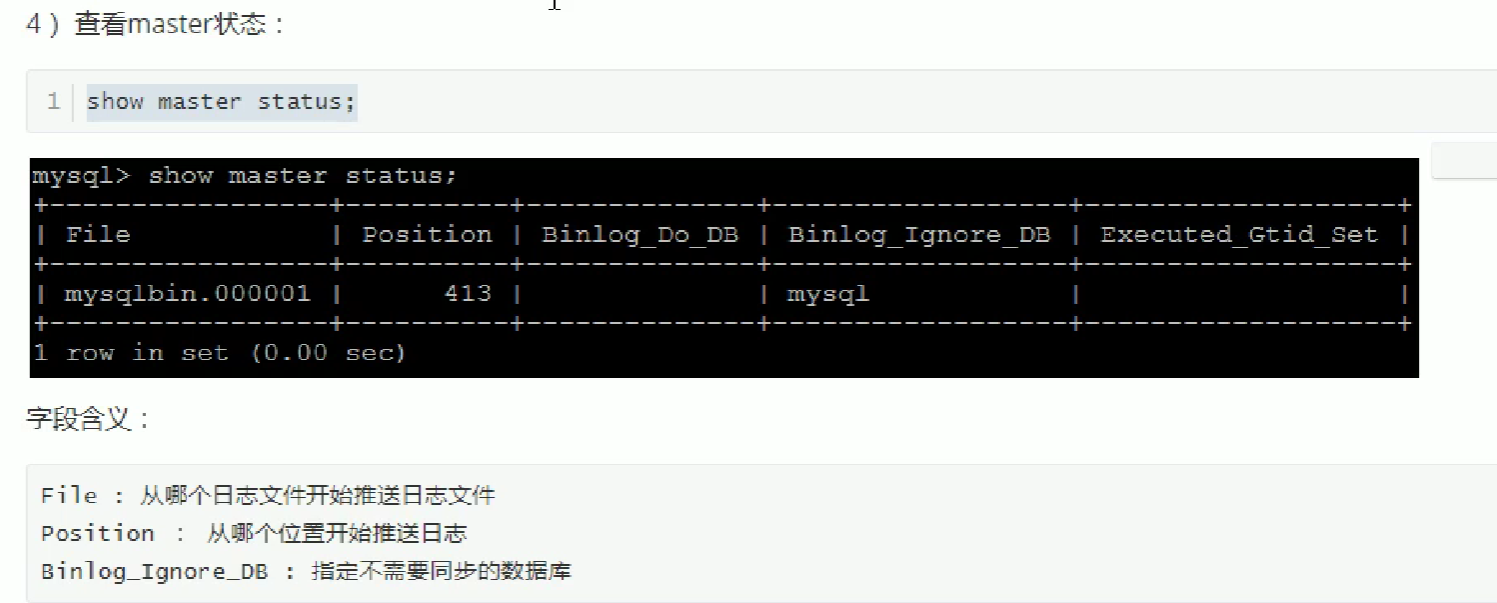 4）查看master状态：
1 show master status;
mysql> show master status;
+-----------------+----------+--------------+------------------+-------------------+
| File            | Position | Binlog_Do_DB | Binlog_Ignore_DB | Executed_Gtid_Set |
+-----------------+----------+--------------+------------------+-------------------+
| mysqlbin.000001 |      413 |              | mysql            |                   |
+-----------------+----------+--------------+------------------+-------------------+
1 row in set (0.00 sec)
字段含义：
File : 从哪个日志文件开始推送日志文件
Position ： 从哪个位置开始推送日志
Binlog_Ignore_DB : 指定不需要同步的数据库